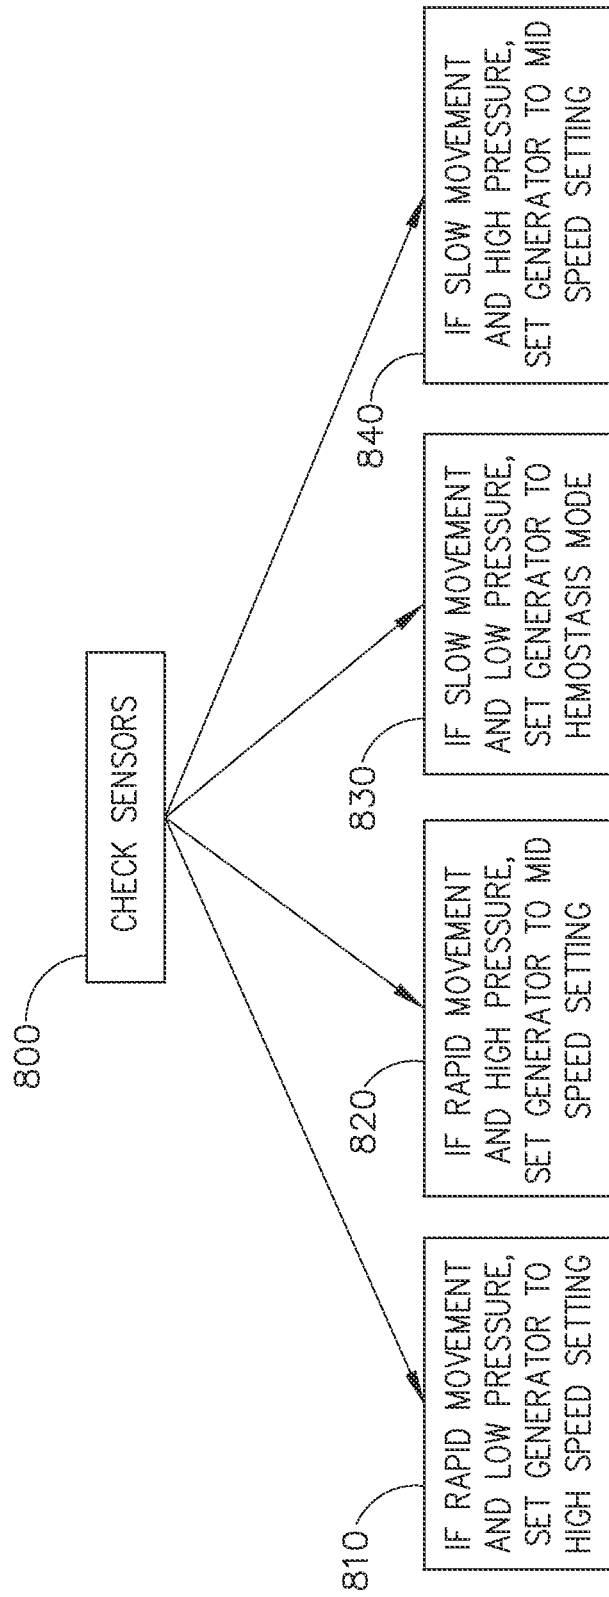 800
CHECK SENSORS
810
IF RAPID MOVEMENT
AND LOW PRESSURE,
SET GENERATOR TO
HIGH SPEED SETTING
820
IF RAPID MOVEMENT
AND HIGH PRESSURE,
SET GENERATOR TO MID
SPEED SETTING
830
IF SLOW MOVEMENT
AND LOW PRESSURE,
SET GENERATOR TO
HEMOSTASIS MODE
840
IF SLOW MOVEMENT
AND HIGH PRESSURE,
SET GENERATOR TO MID
SPEED SETTING